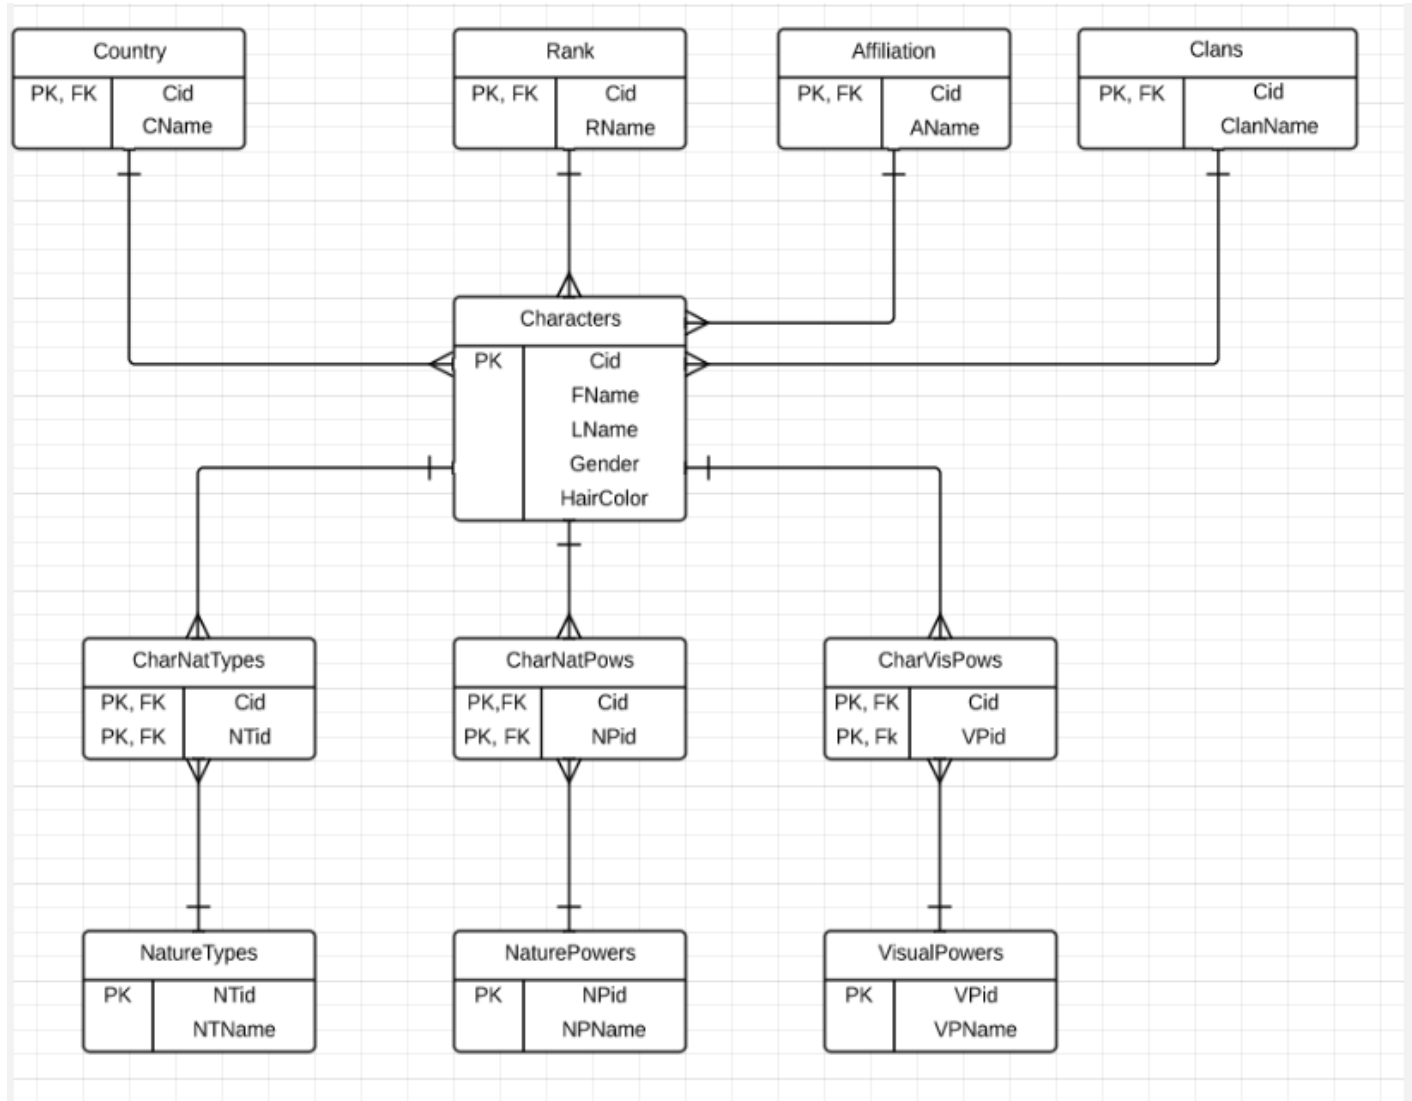 Country
PK, FK Cid
CName
Rank
PK, FK Cid
RName
Affiliation
PK, FK Cid
AName
Clans
PK, FK Cid
ClanName
Characters
PK Cid
FName
LName
Gender
HairColor
CharNatTypes
PK, FK Cid
PK, FK NTid
CharNatPows
PK,FK Cid
PK, FK NPid
CharVisPows
PK, FK Cid
PK, Fk VPid
NatureTypes
PK NTid
NTName
NaturePowers
PK NPid
NPName
VisualPowers
PK VPid
VPName